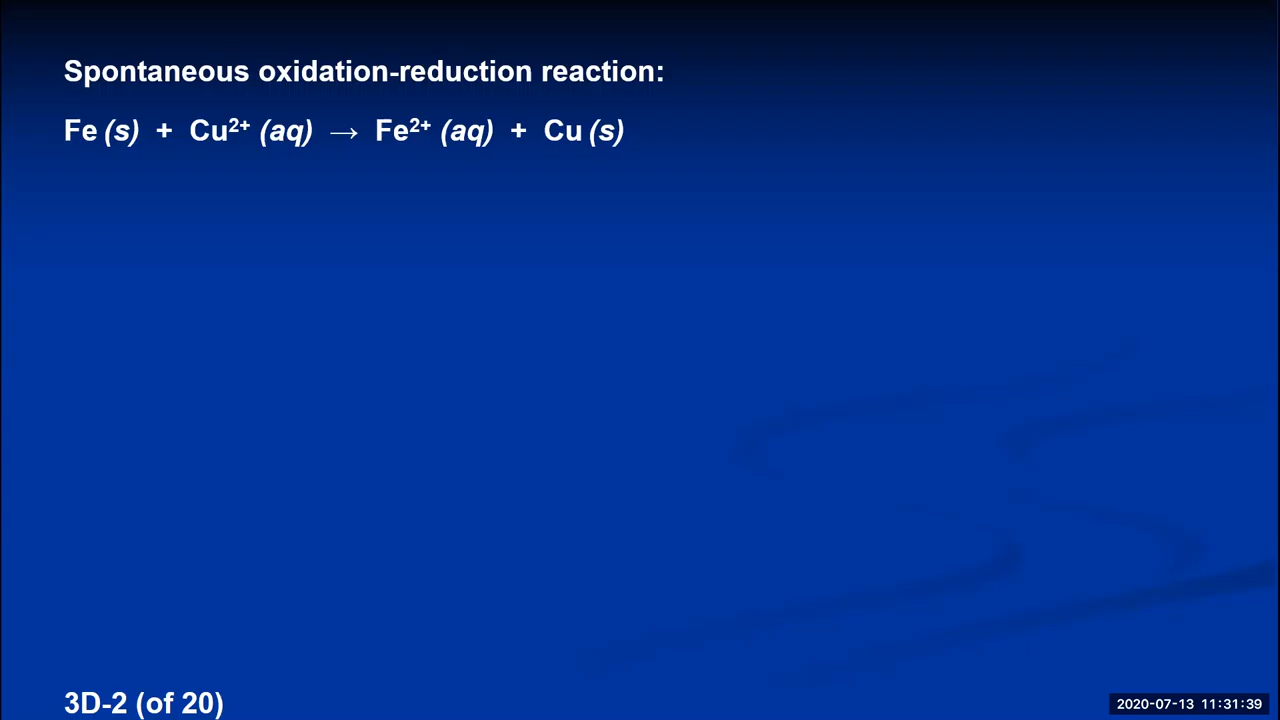 Spontaneous oxidation-reduction reaction:
Fe (s) + Cu²⁺ (aq) → Fe²⁺ (aq) + Cu (s)
3D-2 (of 20)
2020-07-13 11:31:39